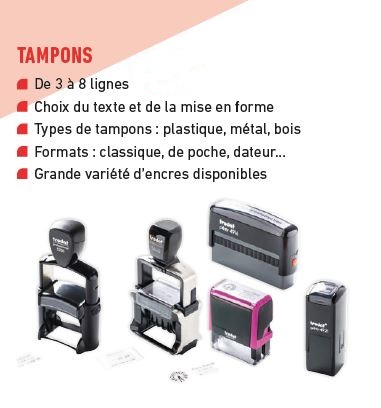 TAMPONS
De 3 à 8 lignes
Choix du texte et de la mise en forme
Types de tampons : plastique, métal, bois
Formats : classique, de poche, dateur...
Grande variété d'encres disponibles
trodat
trodat
trodat
trodat
trodat